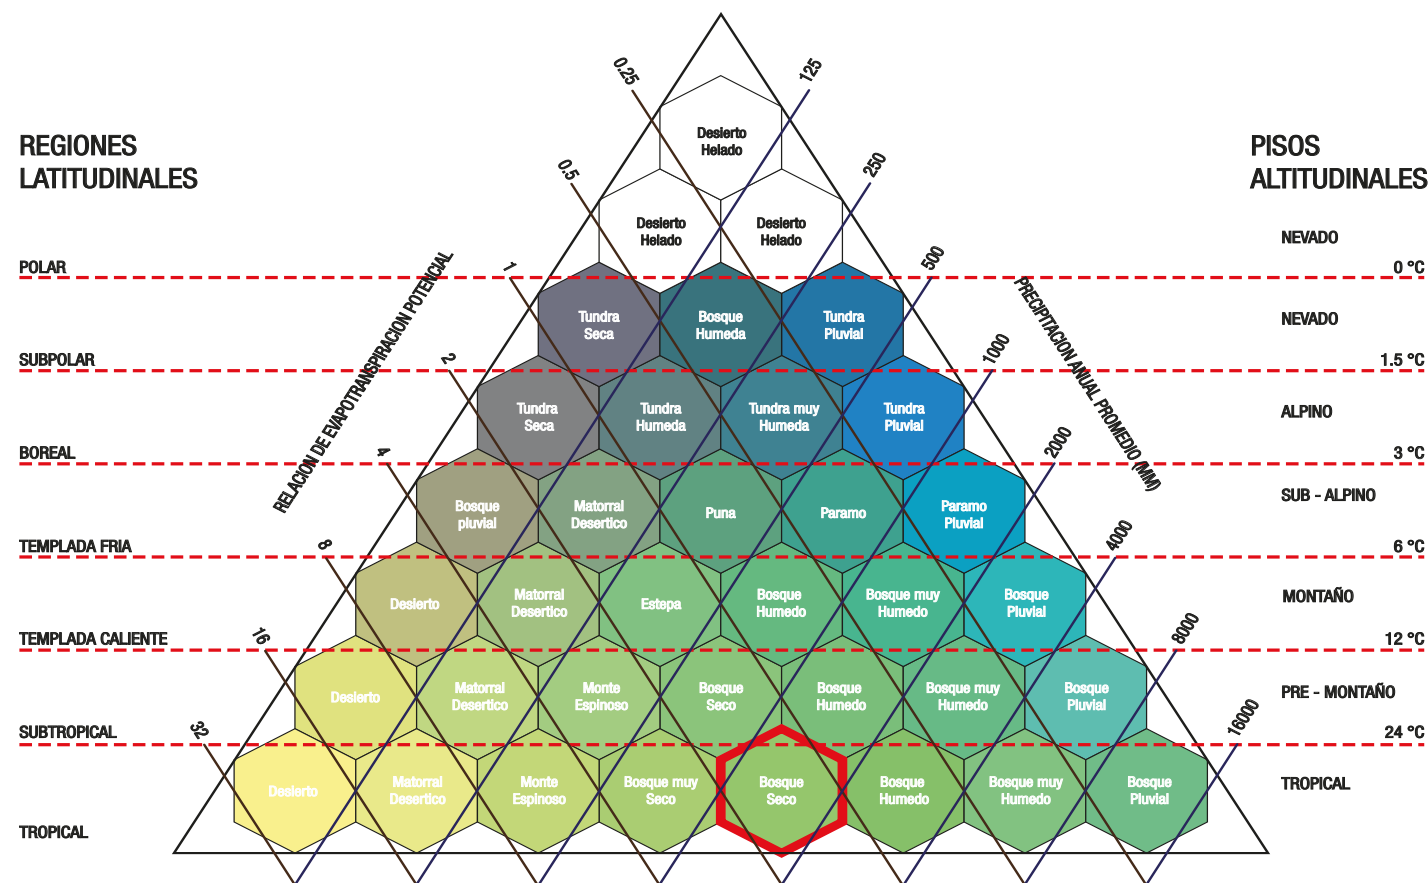 REGIONES
LATITUDINALES
PISOS
ALTITUDINALES
RELACION DE EVAPOTRANSPIRACION POTENCIAL
PRECIPITACION ANUAL PROMEDIO (MM)
0.25
0.5
1
2
4
8
16
32
125
250
500
1000
2000
4000
8000
16000
POLAR
SUBPOLAR
BOREAL
TEMPLADA FRIA
TEMPLADA CALIENTE
SUBTROPICAL
TROPICAL
NEVADO
0 °C
NEVADO
1.5 °C
ALPINO
3 °C
SUB - ALPINO
6 °C
MONTAÑO
12 °C
PRE - MONTAÑO
24 °C
TROPICAL
Desierto
Helado
Desierto
Helado
Desierto
Helado
Tundra
Seca
Bosque
Humeda
Tundra
Pluvial
Tundra
Seca
Tundra
Humeda
Tundra muy
Humeda
Tundra
Pluvial
Bosque
pluvial
Matorral
Desertico
Puna
Paramo
Paramo
Pluvial
Desierto
Matorral
Desertico
Estepa
Bosque
Humedo
Bosque muy
Humedo
Bosque
Pluvial
Desierto
Matorral
Desertico
Monte
Espinoso
Bosque
Seco
Bosque
Humedo
Bosque muy
Humedo
Bosque
Pluvial
Desierto
Matorral
Desertico
Monte
Espinoso
Bosque muy
Seco
Bosque
Seco
Bosque
Humedo
Bosque muy
Humedo
Bosque
Pluvial